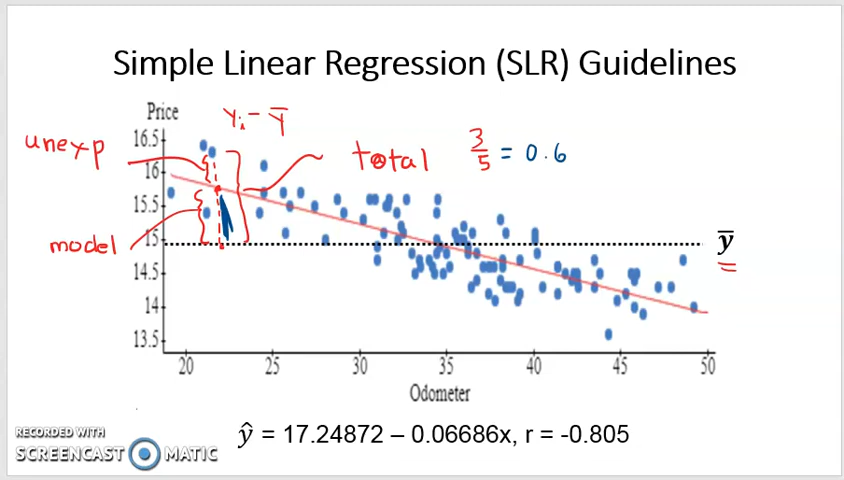 Simple Linear Regression (SLR) Guidelines
Price
yᵢ - ȳ
unexp
total
3/5 = 0.6
model
16.5
16
15.5
15
14.5
14
13.5
ȳ
20 25 30 35 40 45 50
Odometer
ŷ = 17.24872 – 0.06686x, r = -0.805
RECORDED WITH
SCREENCAST MATIC